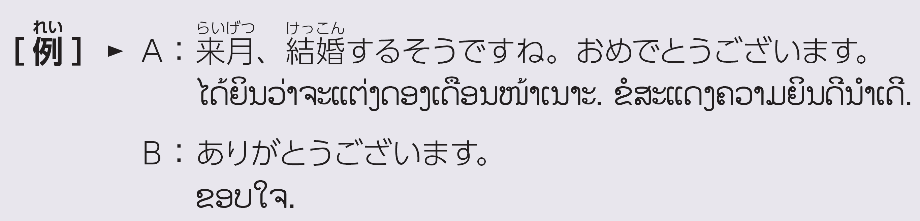 れい らいげつ けっこん
[例] ► A：来月、結婚するそうですね。おめでとうございます。
ໄດ້ຍິນວ່າຈະແຕ່ງດອງເດືອນໜ້າເນາະ. ຂໍສະແດງຄວາມຍິນດີນຳເດີ.
B：ありがとうございます。
ຂອບໃຈ.